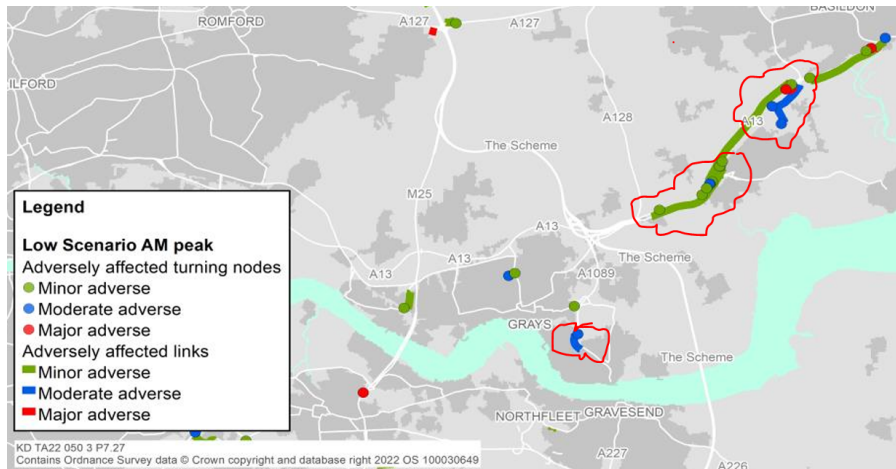 ROMFORD
A127
A127
BASILDON
ILFORD
A128
A13
The Scheme
M25
Legend
Low Scenario AM peak
Adversely affected turning nodes
Minor adverse
Moderate adverse
Major adverse
Adversely affected links
Minor adverse
Moderate adverse
Major adverse
A13
A13
A13
The Scheme
A1089
GRAYS
The Scheme
NORTHFLEET
GRAVESEND
A227
A226
KD TA22 050 3 P7.27
Contains Ordnance Survey data © Crown copyright and database right 2022 OS 100030649